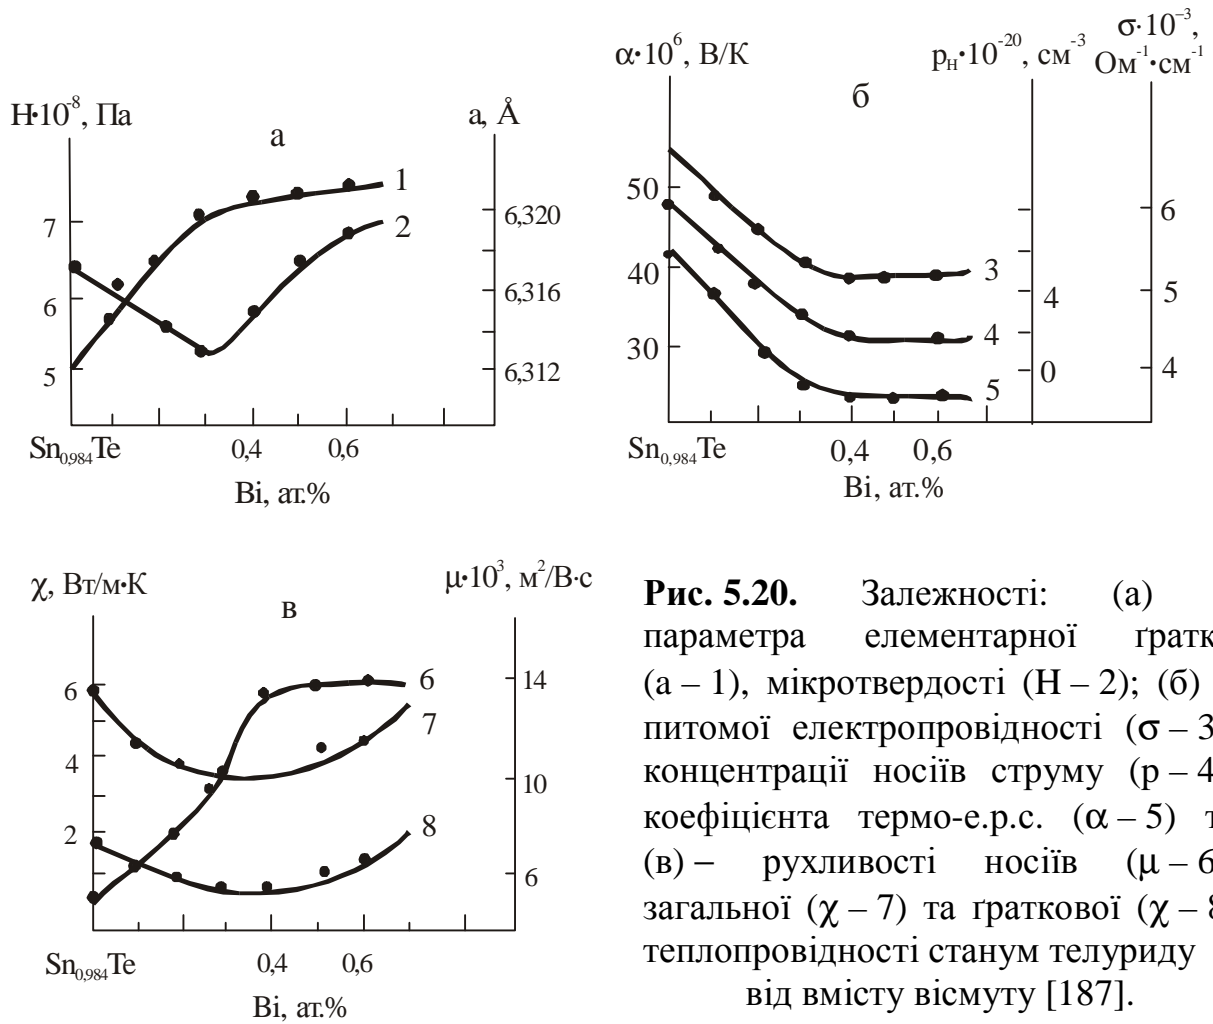 H·10⁻⁸, Па
а
a, Å
1
2
7
6
5
6,320
6,316
6,312
Sn₀,₉₈₄Te
0,4
0,6
Bi, ат.%
α·10⁶, В/К
б
pₕ·10⁻²⁰, см⁻³
σ·10⁻³,
Ом⁻¹·см⁻¹
50
40
30
3
4
5
4
0
6
5
4
Sn₀,₉₈₄Te
0,4
0,6
Bi, ат.%
χ, Вт/м·К
в
μ·10³, м²/В·с
6
4
2
6
7
8
14
10
6
Sn₀,₉₈₄Te
0,4
0,6
Bi, ат.%
Рис. 5.20. Залежності: (а)
параметра елементарної ґратк
(а – 1), мікротвердості (Н – 2); (б)
питомої електропровідності (σ – 3
концентрації носіїв струму (р – 4
коефіцієнта термо-е.р.с. (α – 5) т
(в) – рухливості носіїв (μ – 6
загальної (χ – 7) та ґраткової (χ – 8
теплопровідності станум телуриду
від вмісту вісмуту [187].